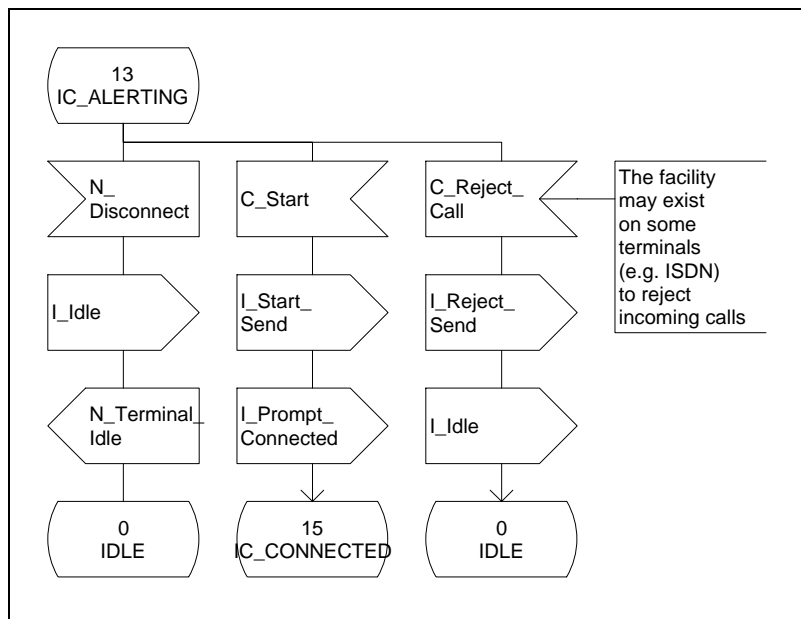 13
IC_ALERTING
N_
Disconnect
C_Start
C_Reject_
Call
The facility
may exist
on some
terminals
(e.g. ISDN)
to reject
incoming calls
I_Idle
I_Start_
Send
I_Reject_
Send
N_Terminal_
Idle
I_Prompt_
Connected
I_Idle
0
IDLE
15
IC_CONNECTED
0
IDLE